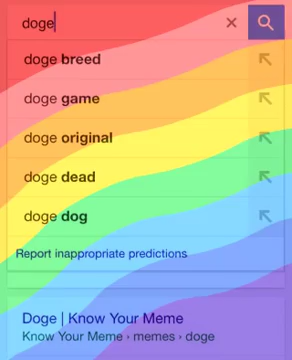 doge
doge breed
doge game
doge original
doge dead
doge dog
Report inappropriate predictions
Doge | Know Your Meme
Know Your Meme › memes › doge